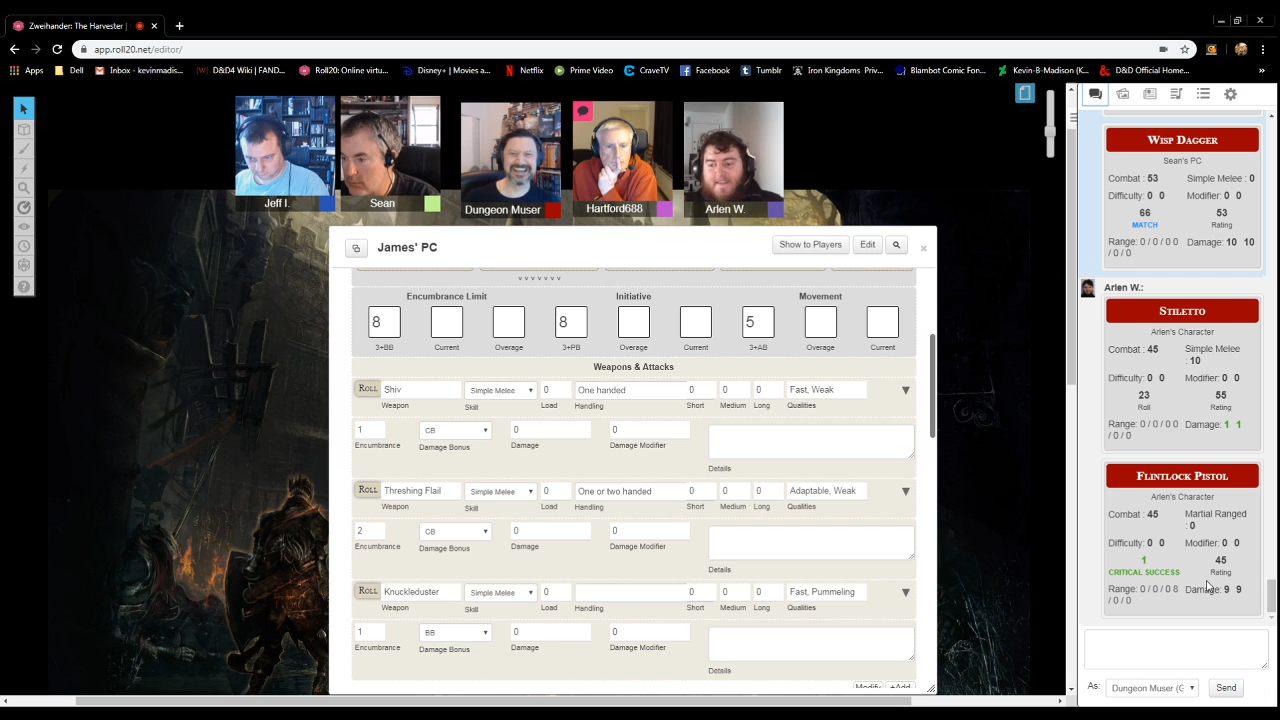 Zweihander: The Harvester |
app.roll20.net/editor/
Apps
Dell
Inbox - kevinmadis...
D&D4 Wiki | FAND...
Roll20: Online virtu...
Disney+ | Movies a...
Netflix
Prime Video
CraveTV
Facebook
Tumblr
Iron Kingdoms Priv...
Blambot Comic Fon...
Kevin-B-Madison (K...
D&D Official Home...
»
Jeff I.
Sean
Dungeon Muser
Hartford688
Arlen W.
James' PC
Show to Players
Edit
Encumbrance Limit Initiative Movement
8 8 5
3+BB Current Overage 3+PB Overage Current 3+AB Overage Current
Weapons & Attacks
ROLL Shiv Simple Melee 0 One handed 0 0 0 Fast, Weak
Weapon Skill Load Handling Short Medium Long Qualities
1 CB 0 0
Encumbrance Damage Bonus Damage Damage Modifier
Details
ROLL Threshing Flail Simple Melee 0 One or two handed 0 0 0 Adaptable, Weak
Weapon Skill Load Handling Short Medium Long Qualities
2 CB 0 0
Encumbrance Damage Bonus Damage Damage Modifier
Details
ROLL Knuckleduster Simple Melee 0 0 0 0 Fast, Pummeling
Weapon Skill Load Handling Short Medium Long Qualities
1 BB 0 0
Encumbrance Damage Bonus Damage Damage Modifier
Details
Modify +Add
WISP DAGGER
Sean's PC
Combat : 53 Simple Melee : 0
Difficulty: 0 0 Modifier: 0 0
66 53
MATCH Rating
Range: 0 / 0 / 0 0 Damage: 10 10
/ 0 / 0
Arlen W.:
STILETTO
Arlen's Character
Combat : 45 Simple Melee
: 10
Difficulty: 0 0 Modifier: 0 0
23 55
Roll Rating
Range: 0 / 0 / 0 0 Damage: 1 1
/ 0 / 0
FLINTLOCK PISTOL
Arlen's Character
Combat : 45 Martial Ranged
: 0
Difficulty: 0 0 Modifier: 0 0
1 45
CRITICAL SUCCESS Rating
Range: 0 / 0 / 0 8 Damage: 9 9
/ 0 / 0
As: Dungeon Muser (G Send